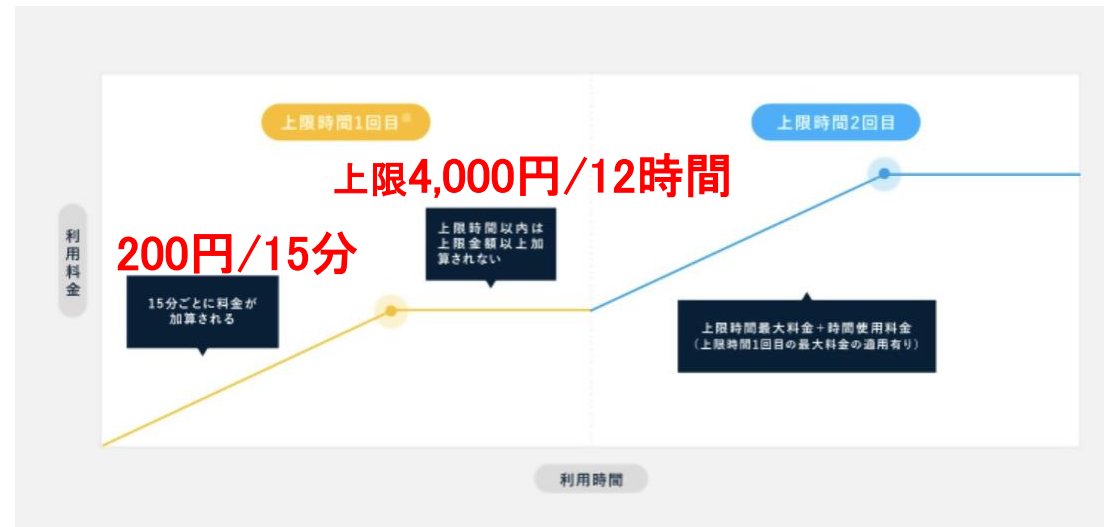 上限時間1回目※
上限時間2回目
上限4,000円/12時間
200円/15分
上限時間以内は
上限金額以上加
算されない
利用料金
15分ごとに料金が
加算される
上限時間最大料金+時間使用料金
(上限時間1回目の最大料金の適用有り)
利用時間